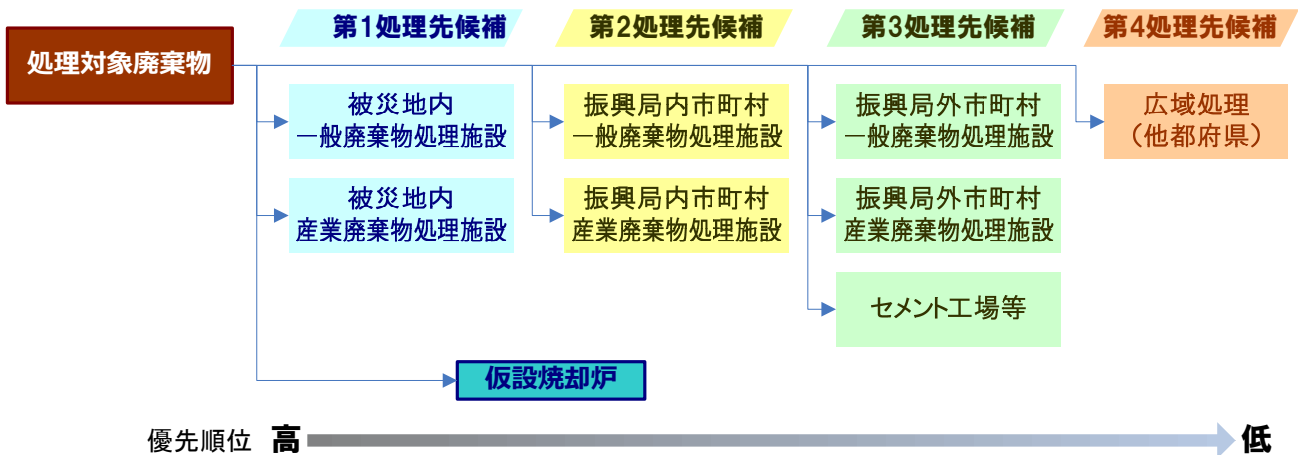 第1処理先候補
第2処理先候補
第3処理先候補
第4処理先候補
処理対象廃棄物
被災地内
一般廃棄物処理施設
振興局内市町村
一般廃棄物処理施設
振興局外市町村
一般廃棄物処理施設
広域処理
(他都府県)
被災地内
産業廃棄物処理施設
振興局内市町村
産業廃棄物処理施設
振興局外市町村
産業廃棄物処理施設
セメント工場等
仮設焼却炉
優先順位 高 低